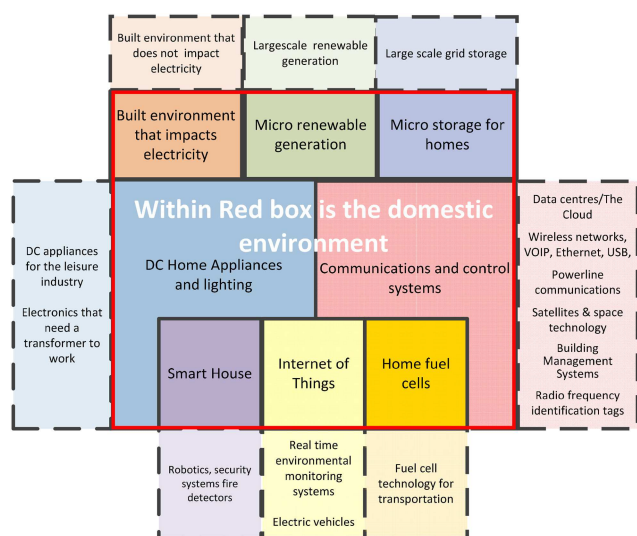 Built environment that
does not  impact
electricity
Largescale  renewable
generation
Large scale grid storage
Built environment
that impacts
electricity
Micro renewable
generation
Micro storage for
homes
Within Red box is the domestic
environment
DC Home Appliances
and lighting
Communications and control
systems
DC appliances
for the leisure
industry
Electronics that
need a
transformer to
work
Data centres/The
Cloud
Wireless networks,
VOIP, Ethernet, USB,
Powerline
communications
Satellites & space
technology
Building
Management
Systems
Radio frequency
identification tags
Smart House
Internet of
Things
Home fuel
cells
Robotics, security
systems fire
detectors
Real time
environmental
monitoring
systems
Electric vehicles
Fuel cell
technology for
transportation